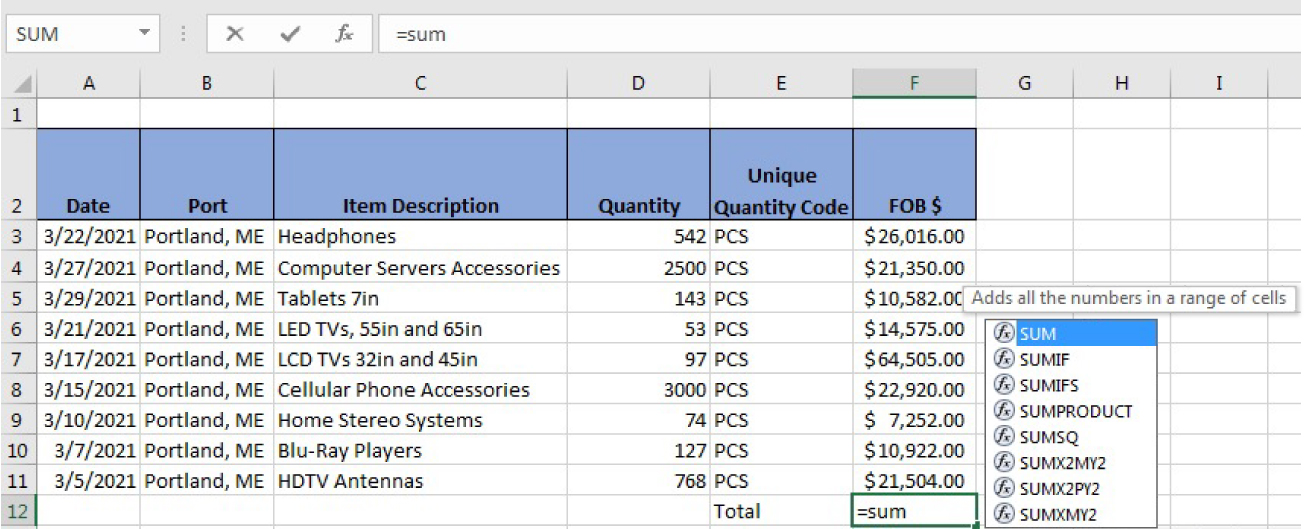 SUM =sum
A B C D E F G H I
1
2 Date Port Item Description Quantity Unique Quantity Code FOB $
3 3/22/2021 Portland, ME Headphones 542 PCS $26,016.00
4 3/27/2021 Portland, ME Computer Servers Accessories 2500 PCS $21,350.00
5 3/29/2021 Portland, ME Tablets 7in 143 PCS $10,582.00 Adds all the numbers in a range of cells
6 3/21/2021 Portland, ME LED TVs, 55in and 65in 53 PCS $14,575.00 fx SUM
7 3/17/2021 Portland, ME LCD TVs 32in and 45in 97 PCS $64,505.00 fx SUMIF
fx SUMIFS
8 3/15/2021 Portland, ME Cellular Phone Accessories 3000 PCS $22,920.00 fx SUMPRODUCT
9 3/10/2021 Portland, ME Home Stereo Systems 74 PCS $ 7,252.00 fx SUMSQ
10 3/7/2021 Portland, ME Blu-Ray Players 127 PCS $10,922.00 fx SUMX2MY2
11 3/5/2021 Portland, ME HDTV Antennas 768 PCS $21,504.00 fx SUMX2PY2
12 Total =sum fx SUMXMY2